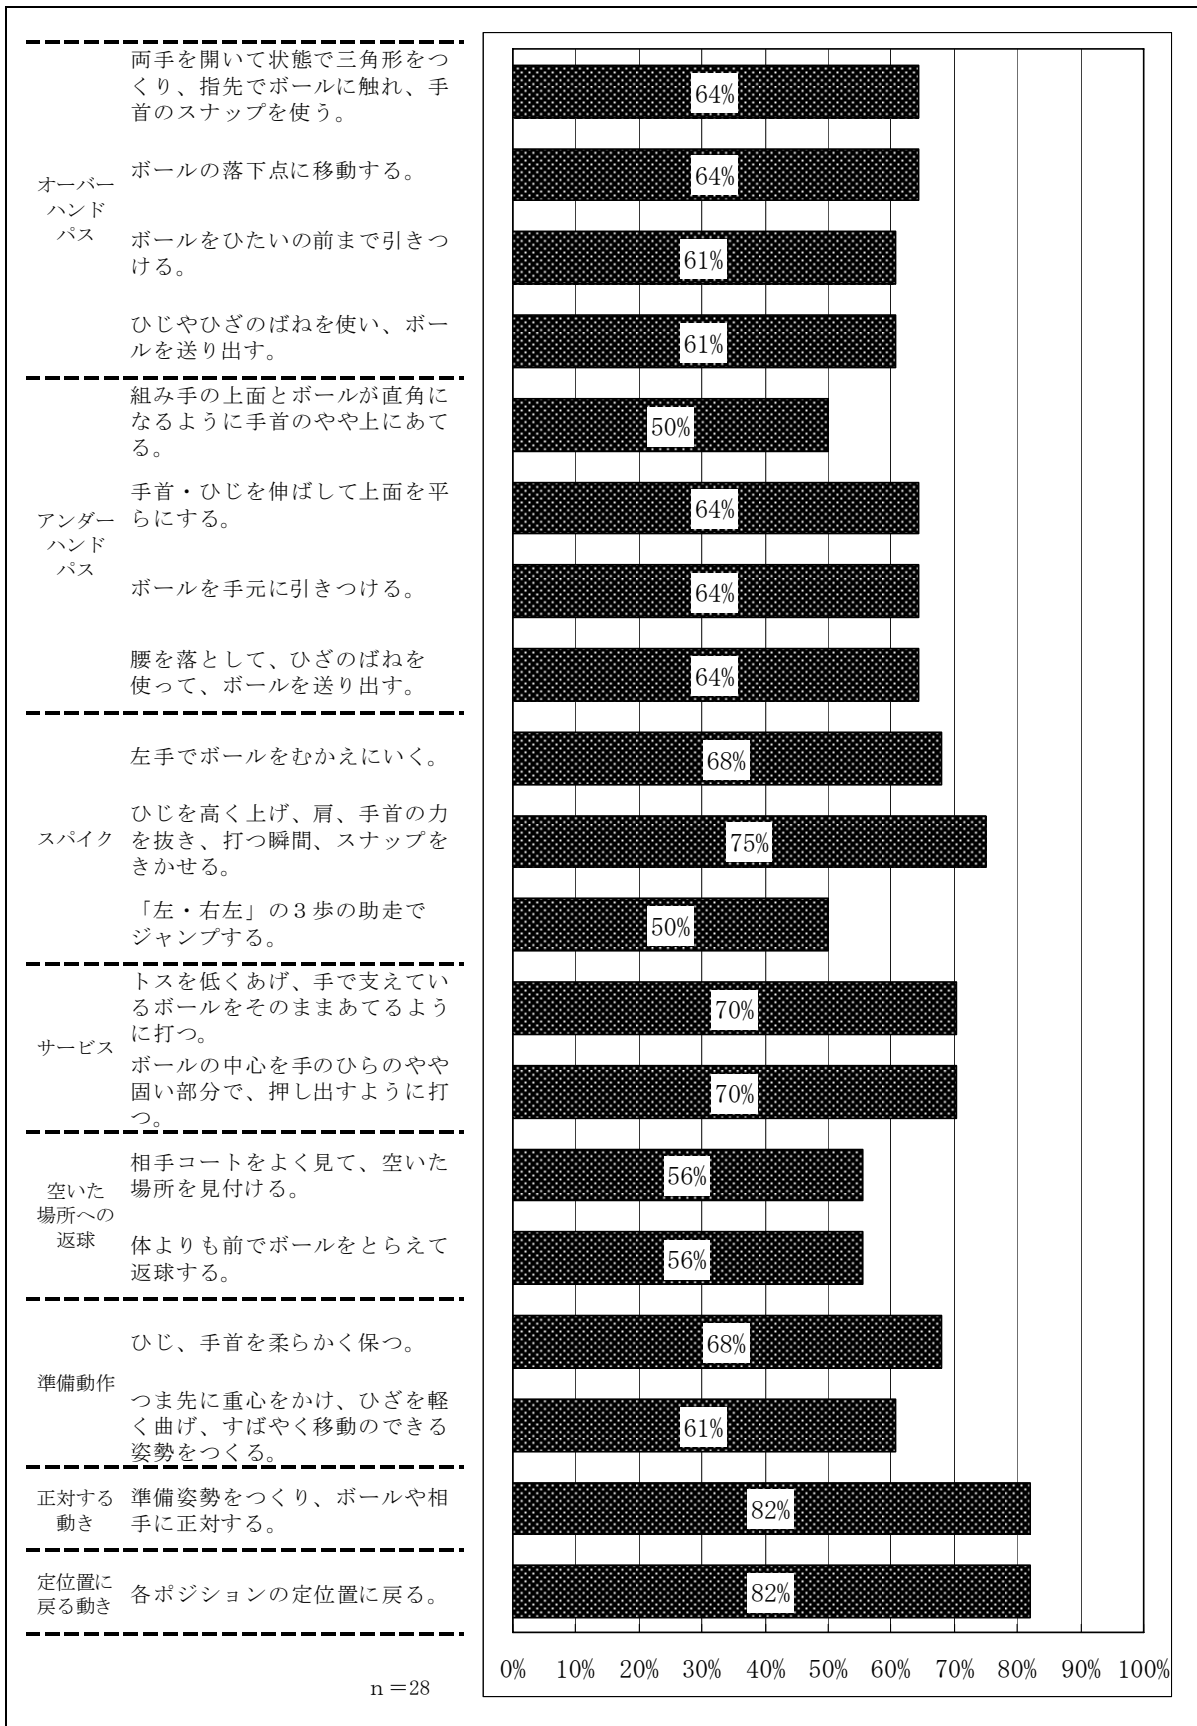 両手を開いて状態で三角形をつ
くり、指先でボールに触れ、手
首のスナップを使う。
64%
オーバー
ハンド
パス
ボールの落下点に移動する。
64%
ボールをひたいの前まで引きつ
ける。
61%
ひじやひざのばねを使い、ボー
ルを送り出す。
61%
組み手の上面とボールが直角に
なるように手首のやや上にあて
る。
50%
アンダー
ハンド
パス
手首・ひじを伸ばして上面を平
らにする。
64%
ボールを手元に引きつける。
64%
腰を落として、ひざのばねを
使って、ボールを送り出す。
64%
左手でボールをむかえにいく。
68%
スパイク
ひじを高く上げ、肩、手首の力
を抜き、打つ瞬間、スナップを
きかせる。
75%
「左・右左」の３歩の助走で
ジャンプする。
50%
トスを低くあげ、手で支えてい
るボールをそのままあてるよう
に打つ。
70%
サービス
ボールの中心を手のひらのやや
固い部分で、押し出すように打
つ。
70%
相手コートをよく見て、空いた
場所を見付ける。
56%
空いた
場所への
返球
体よりも前でボールをとらえて
返球する。
56%
ひじ、手首を柔らかく保つ。
68%
準備動作
つま先に重心をかけ、ひざを軽
く曲げ、すばやく移動のできる
姿勢をつくる。
61%
正対する
動き
準備姿勢をつくり、ボールや相
手に正対する。
82%
定位置に
戻る動き
各ポジションの定位置に戻る。
82%
0% 10% 20% 30% 40% 50% 60% 70% 80% 90% 100%
ｎ＝28